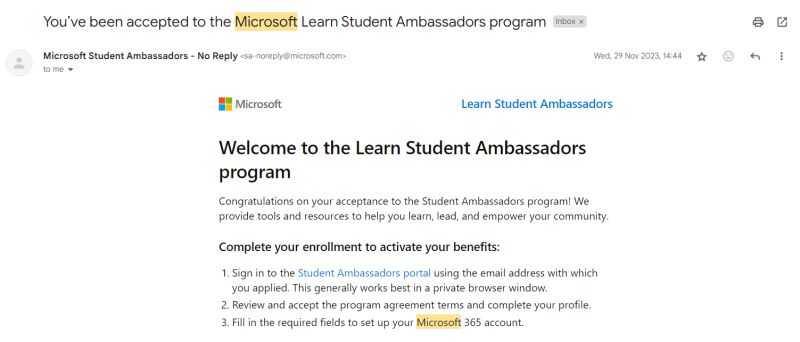 You've been accepted to the Microsoft Learn Student Ambassadors program Inbox ×
Microsoft Student Ambassadors - No Reply <sa-noreply@microsoft.com> Wed, 29 Nov 2023, 14:44
to me
Microsoft Learn Student Ambassadors
Welcome to the Learn Student Ambassadors
program
Congratulations on your acceptance to the Student Ambassadors program! We
provide tools and resources to help you learn, lead, and empower your community.
Complete your enrollment to activate your benefits:
1. Sign in to the Student Ambassadors portal using the email address with which
you applied. This generally works best in a private browser window.
2. Review and accept the program agreement terms and complete your profile.
3. Fill in the required fields to set up your Microsoft 365 account.